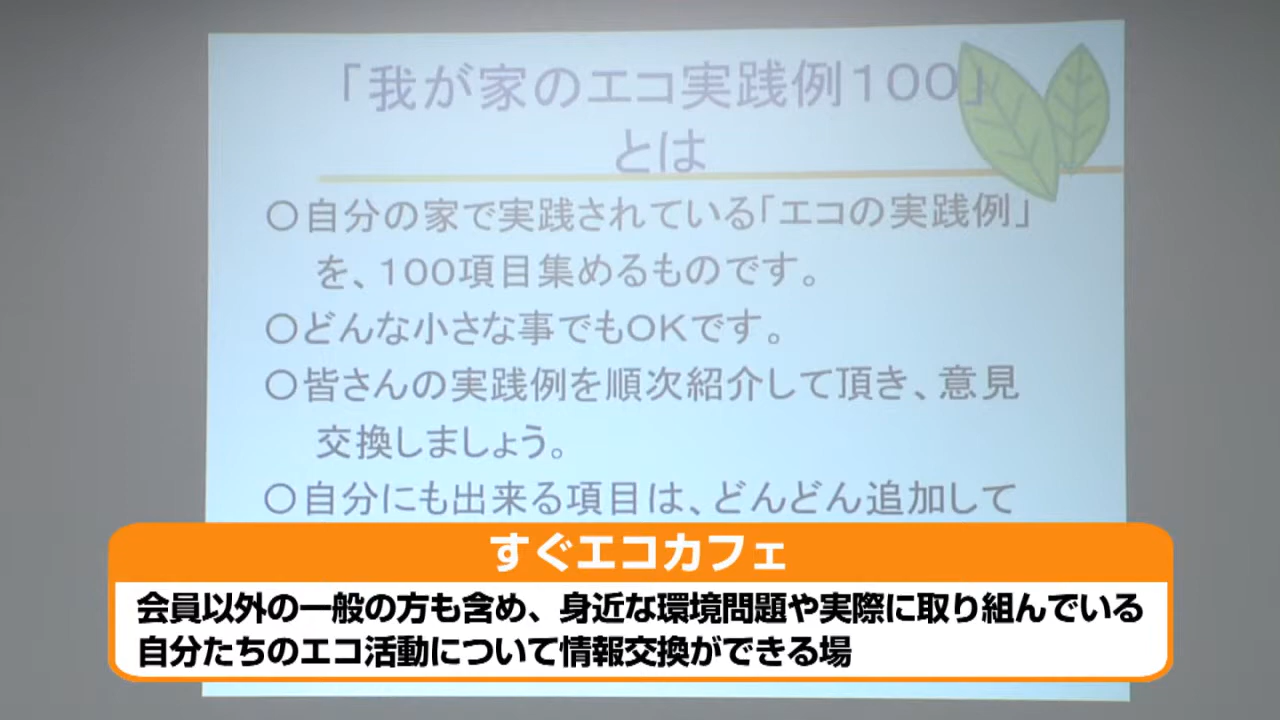 「我が家のエコ実践例１００」
とは
○自分の家で実践されている「エコの実践例」
を、１００項目集めるものです。
○どんな小さな事でもOKです。
○皆さんの実践例を順次紹介して頂き、意見
交換しましょう。
○自分にも出来る項目は、どんどん追加して
すぐエコカフェ
会員以外の一般の方も含め、身近な環境問題や実際に取り組んでいる
自分たちのエコ活動について情報交換ができる場